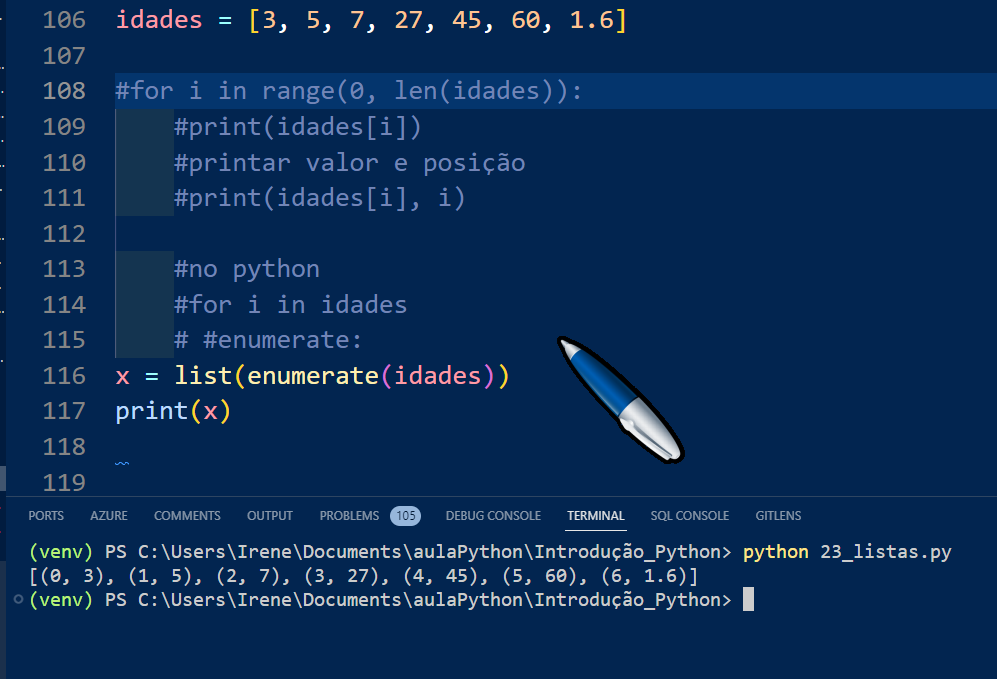 106 idades = [3, 5, 7, 27, 45, 60, 1.6]
107
108 #for i in range(0, len(idades)):
109     #print(idades[i])
110     #printar valor e posição
111     #print(idades[i], i)
112
113     #no python
114     #for i in idades
115     # #enumerate:
116 x = list(enumerate(idades))
117 print(x)
118
119
PORTS AZURE COMMENTS OUTPUT PROBLEMS 105 DEBUG CONSOLE TERMINAL SQL CONSOLE GITLENS
(venv) PS C:\Users\Irene\Documents\aulaPython\Introdução_Python> python 23_listas.py
[(0, 3), (1, 5), (2, 7), (3, 27), (4, 45), (5, 60), (6, 1.6)]
(venv) PS C:\Users\Irene\Documents\aulaPython\Introdução_Python>